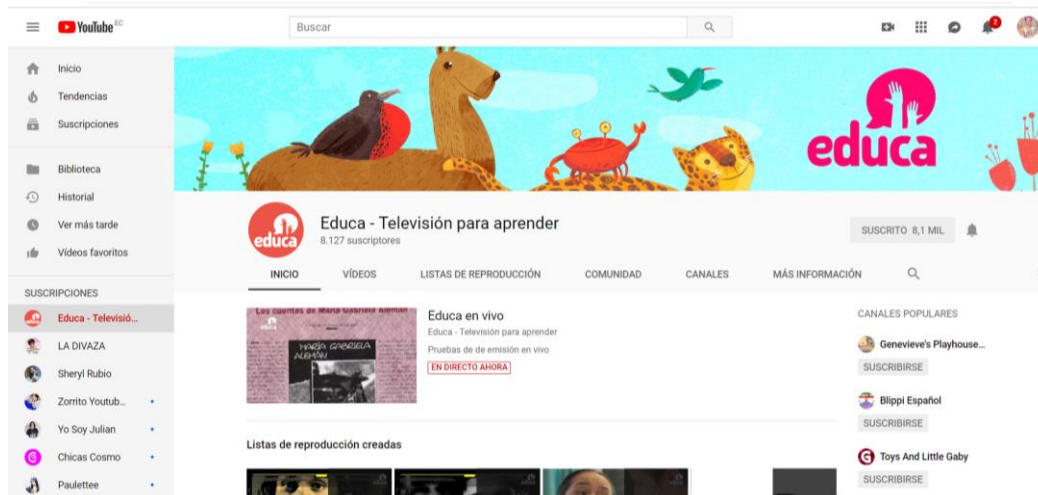 YouTube EC
Buscar
2
Inicio
Tendencias
Suscripciones
Biblioteca
Historial
Ver más tarde
Vídeos favoritos
SUSCRIPCIONES
Educa - Televisió...
LA DIVAZA
Sheryl Rubio
Zorrito Youtub...
Yo Soy Julian
Chicas Cosmo
Paulettee
educa
educa
Educa - Televisión para aprender
8.127 suscriptores
SUSCRITO 8,1 MIL
INICIO VÍDEOS LISTAS DE REPRODUCCIÓN COMUNIDAD CANALES MÁS INFORMACIÓN
Los cuentos de María Gabriela Alemán
MARÍA GABRIELA
ALEMÁN
Educa en vivo
Educa - Televisión para aprender
Pruebas de de emisión en vivo
EN DIRECTO AHORA
Listas de reproducción creadas
CANALES POPULARES
Genevieve's Playhouse...
SUSCRIBIRSE
Blippi Español
SUSCRIBIRSE
Toys And Little Gaby
SUSCRIBIRSE